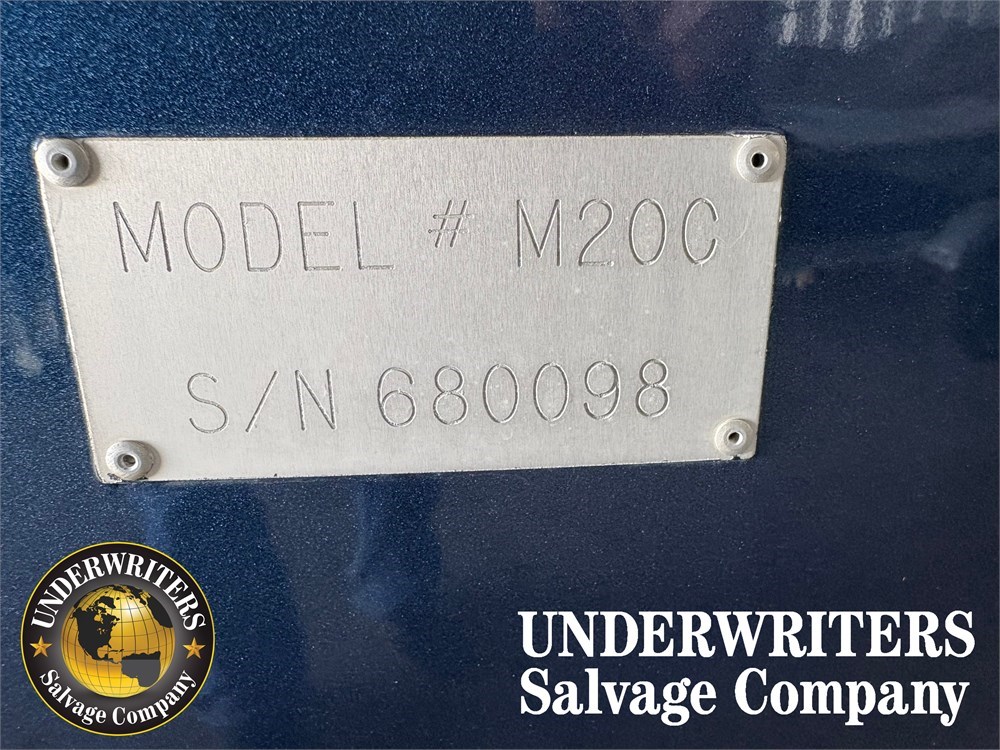 MODEL # M20C
S/N 680098
UNDERWRITERS
Salvage Company
UNDERWRITERS
Salvage Company